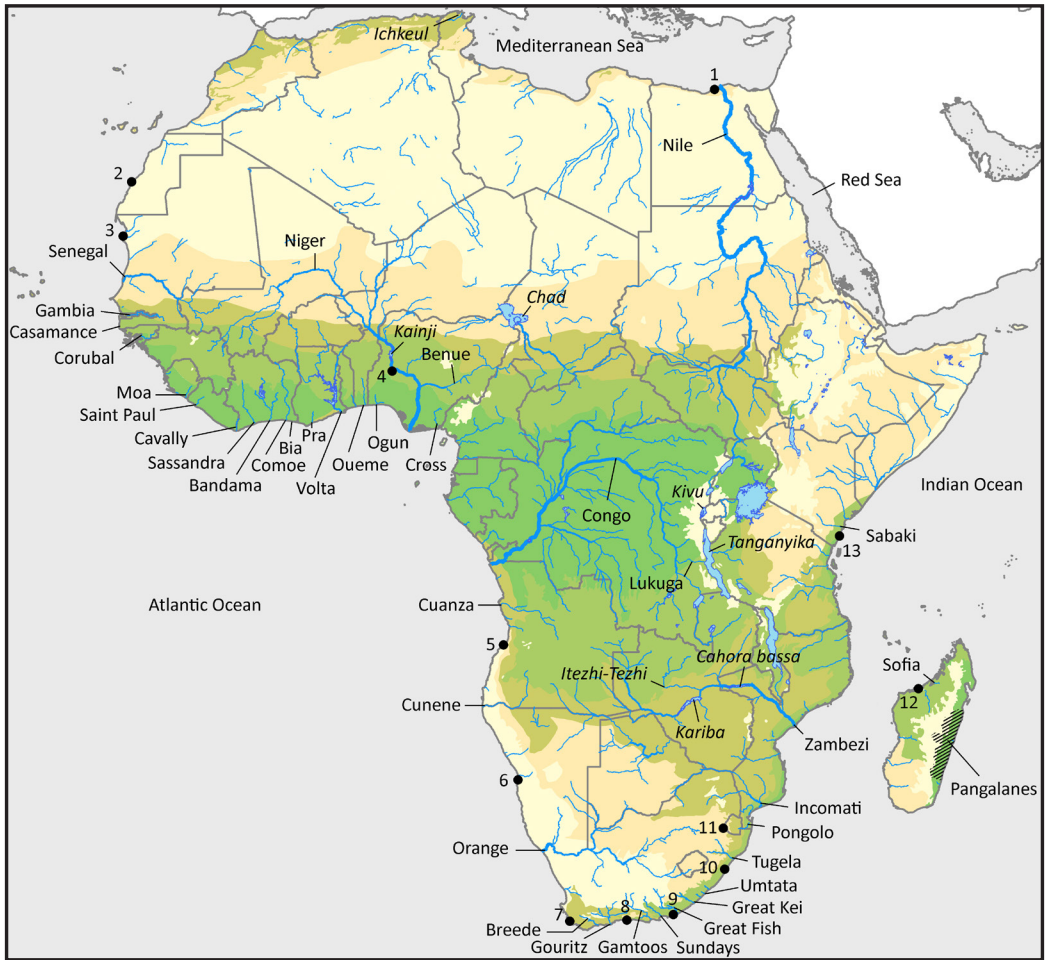 Ichkeul
Mediterranean Sea
1
Nile
2
Red Sea
3
Senegal
Niger
Chad
Gambia
Casamance
Kainji
Corubal
Benue
4
Moa
Saint Paul
Cavally
Pra
Ogun
Bia
Sassandra
Comoe
Oueme
Cross
Bandama
Volta
Kivu
Indian Ocean
Congo
Sabaki
Tanganyika
13
Lukuga
Atlantic Ocean
Cuanza
5
Cahora bassa
Sofia
Itezhi-Tezhi
12
Cunene
Kariba
Zambezi
6
Pangalanes
Incomati
11
Pongolo
Orange
Tugela
10
Umtata
9
Great Kei
8
7
Great Fish
Breede
Gouritz
Gamtoos
Sundays